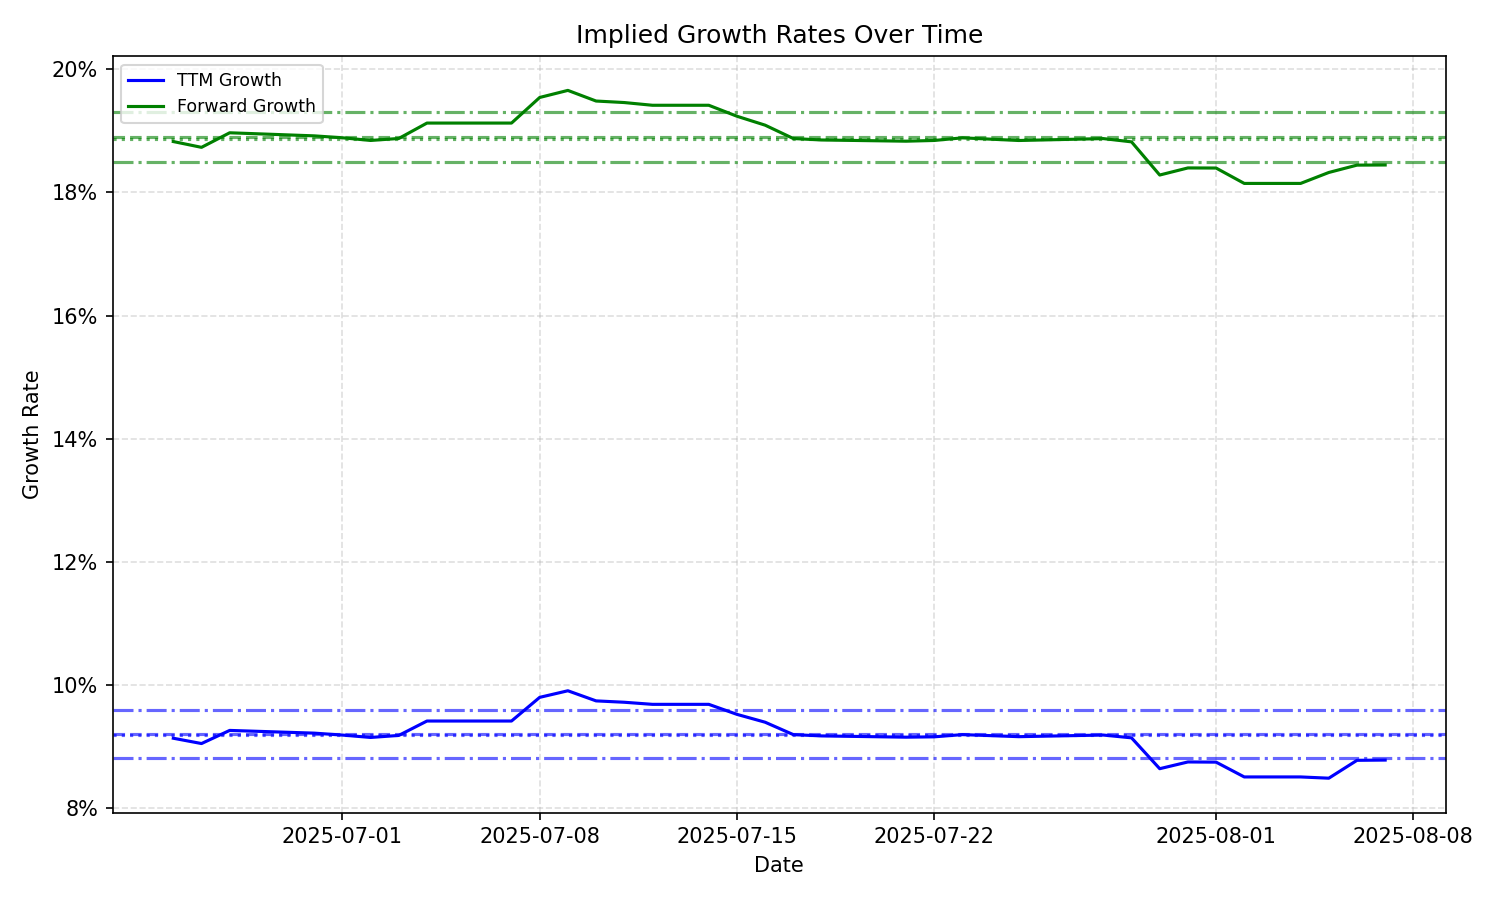 Implied Growth Rates Over Time
TTM Growth
Forward Growth
20%
18%
16%
14%
12%
10%
8%
Growth Rate
2025-07-01
2025-07-08
2025-07-15
2025-07-22
2025-08-01
2025-08-08
Date